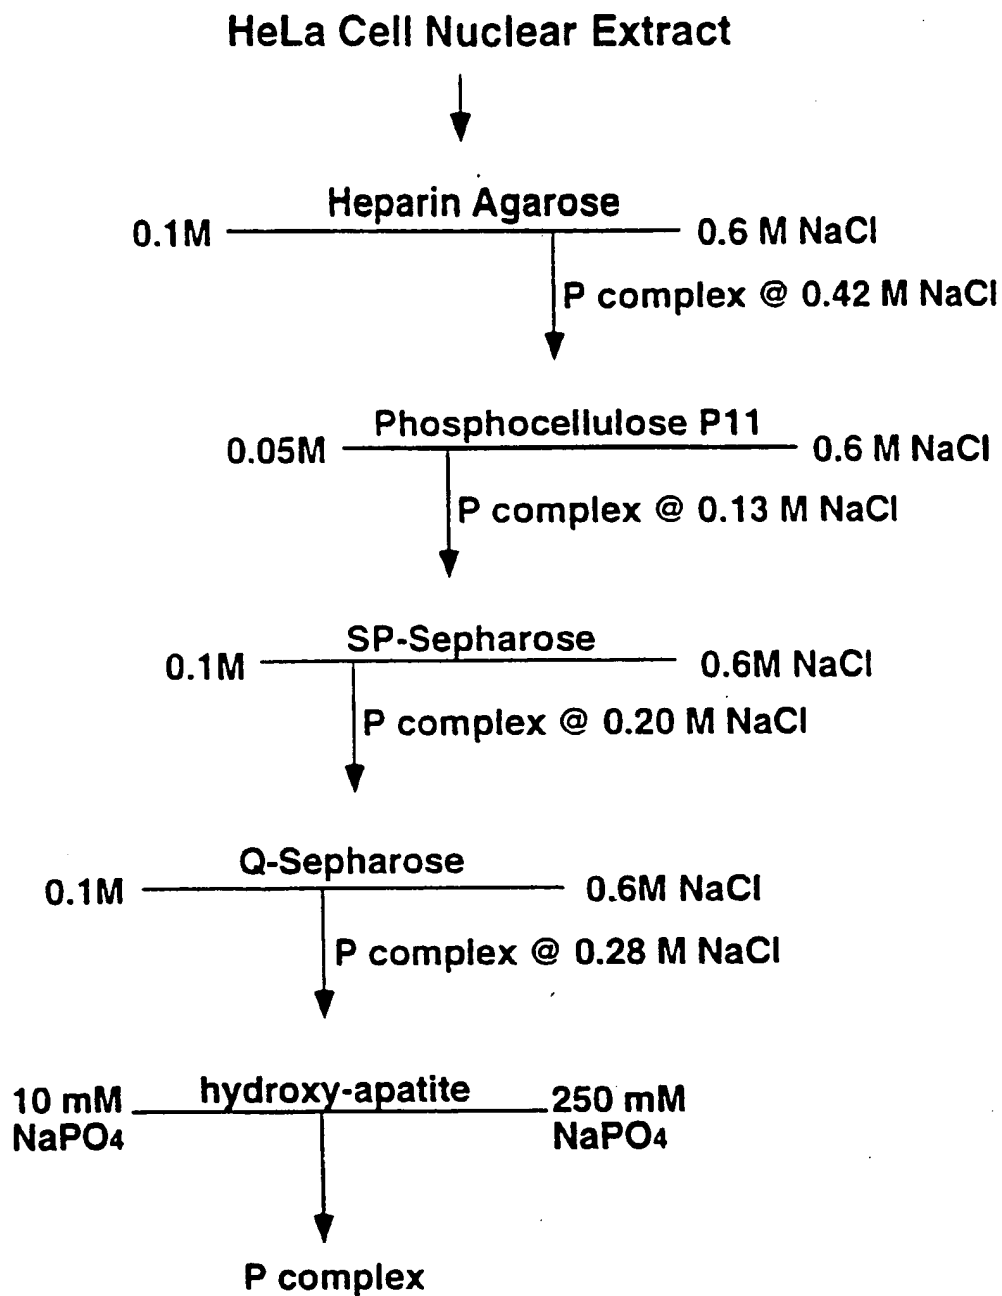 HeLa Cell Nuclear Extract
Heparin Agarose
0.1M
0.6 M NaCl
P complex @ 0.42 M NaCl
Phosphocellulose P11
0.05M
0.6 M NaCl
P complex @ 0.13 M NaCl
SP-Sepharose
0.1M
0.6M NaCl
P complex @ 0.20 M NaCl
Q-Sepharose
0.1M
0.6M NaCl
P complex @ 0.28 M NaCl
hydroxy-apatite
10 mM
NaPO4
250 mM
NaPO4
P complex